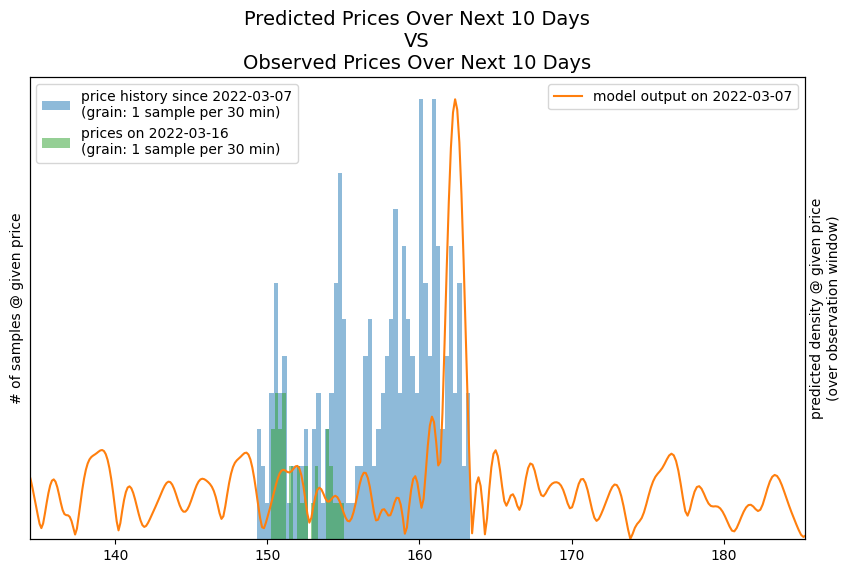 Predicted Prices Over Next 10 Days
VS
Observed Prices Over Next 10 Days
price history since 2022-03-07
(grain: 1 sample per 30 min)
prices on 2022-03-16
(grain: 1 sample per 30 min)
model output on 2022-03-07
# of samples @ given price
predicted density @ given price
(over observation window)
140
150
160
170
180